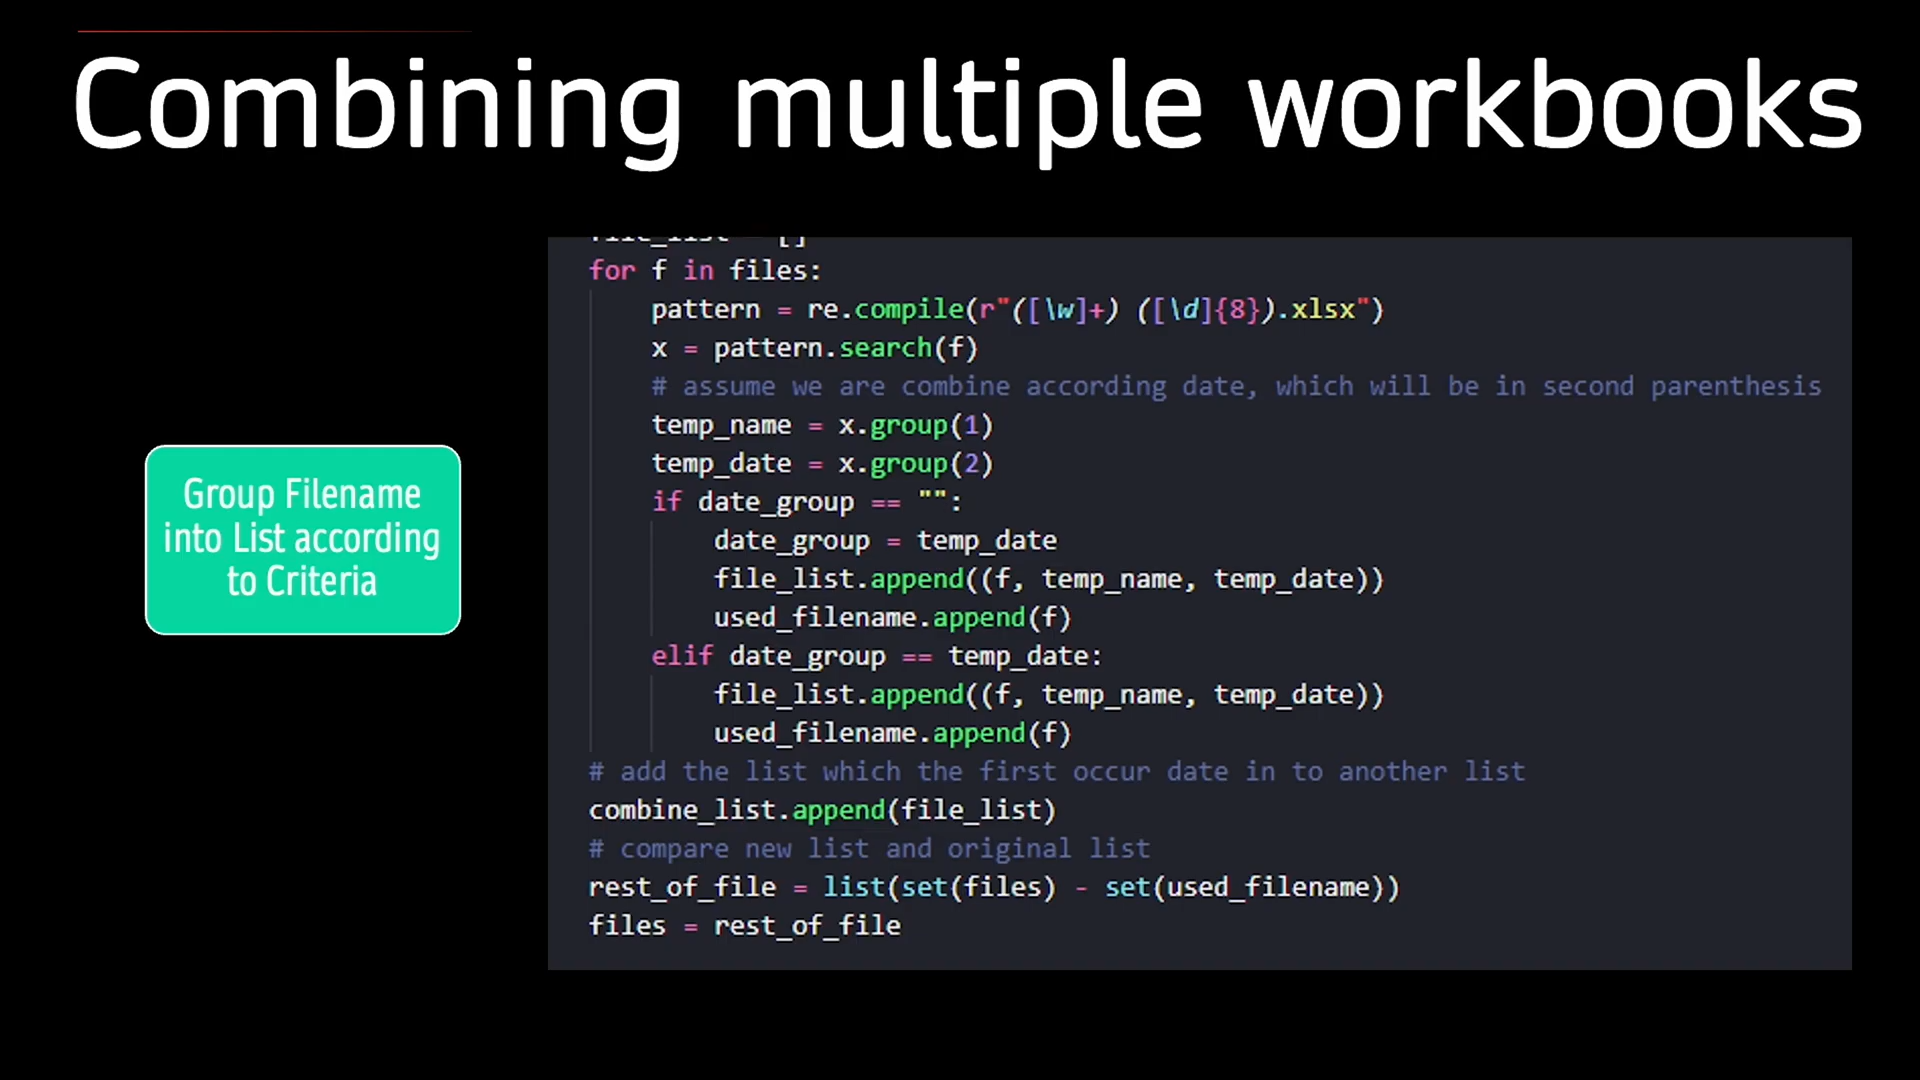 Combining multiple workbooks
Group Filename
into List according
to Criteria
file_list = []
for f in files:
pattern = re.compile(r"([\w]+) ([\d]{8}).xlsx")
x = pattern.search(f)
# assume we are combine according date, which will be in second parenthesis
temp_name = x.group(1)
temp_date = x.group(2)
if date_group == "":
date_group = temp_date
file_list.append((f, temp_name, temp_date))
used_filename.append(f)
elif date_group == temp_date:
file_list.append((f, temp_name, temp_date))
used_filename.append(f)
# add the list which the first occur date in to another list
combine_list.append(file_list)
# compare new list and original list
rest_of_file = list(set(files) - set(used_filename))
files = rest_of_file